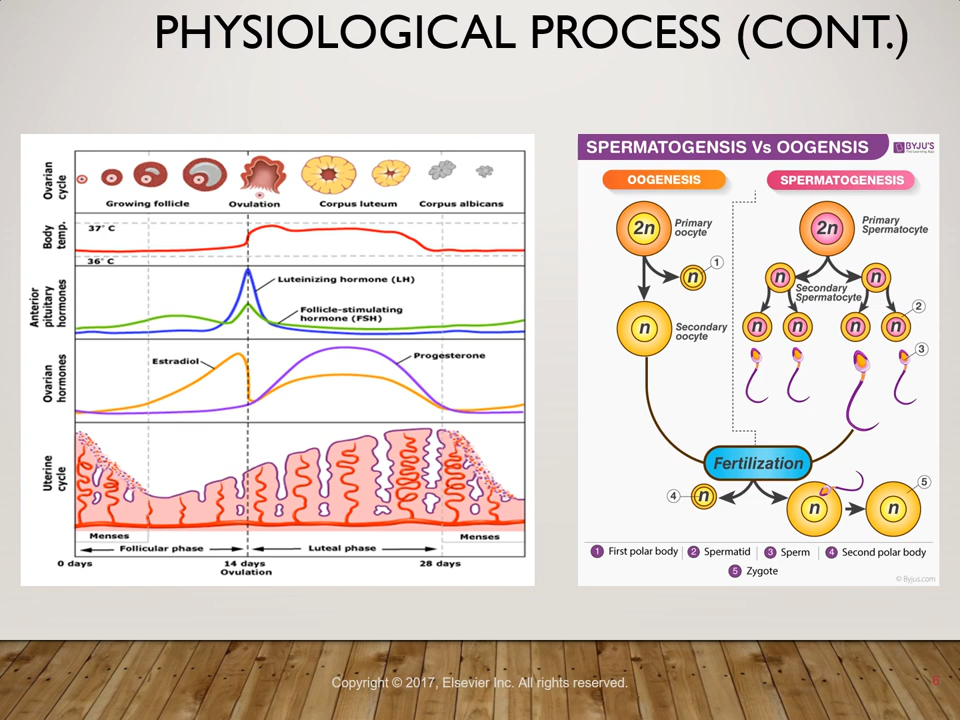 PHYSIOLOGICAL PROCESS (CONT.)
Ovarian
cycle
Growing follicle
Ovulation
Corpus luteum
Corpus albicans
Body
temp.
37° C
36° C
Anterior
pituitary
hormones
Luteinizing hormone (LH)
Follicle-stimulating
hormone (FSH)
Ovarian
hormones
Estradiol
Progesterone
Uterine
cycle
Menses
Menses
Follicular phase
Luteal phase
0 days
14 days
Ovulation
28 days
SPERMATOGENSIS Vs OOGENSIS
BYJU'S
The Learning App
OOGENESIS
SPERMATOGENESIS
2n
Primary
oocyte
1
n
n
Secondary
oocyte
2n
Primary
Spermatocyte
n
n
Secondary
Spermatocyte
2
n
n
n
n
3
Fertilization
4
n
n
n
5
1 First polar body
2 Spermatid
3 Sperm
4 Second polar body
5 Zygote
© Byjus.com
Copyright © 2017, Elsevier Inc. All rights reserved.
6